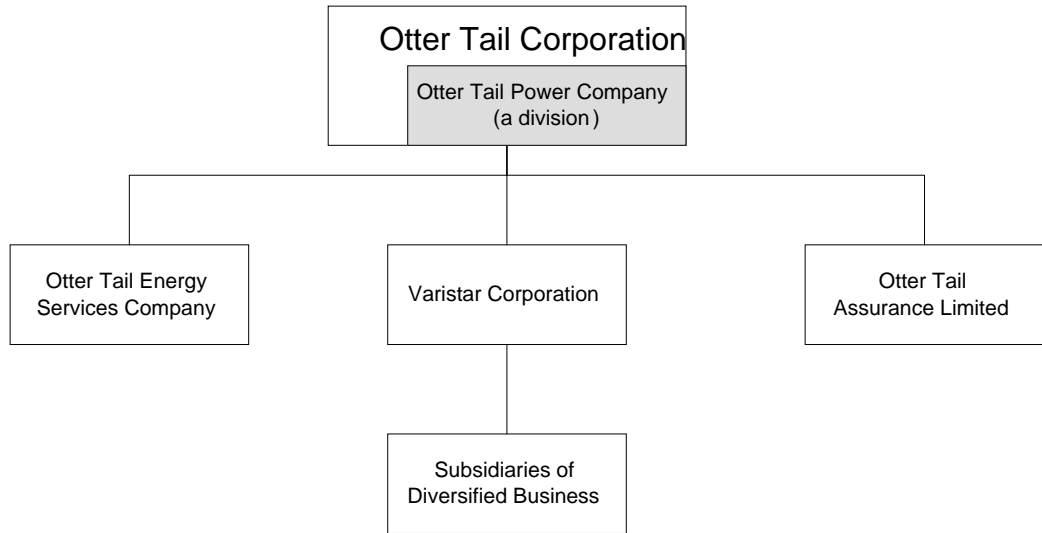 Otter Tail Corporation
Otter Tail Power Company
(a division)
Otter Tail Energy
Services Company
Varistar Corporation
Otter Tail
Assurance Limited
Subsidiaries of
Diversified Business